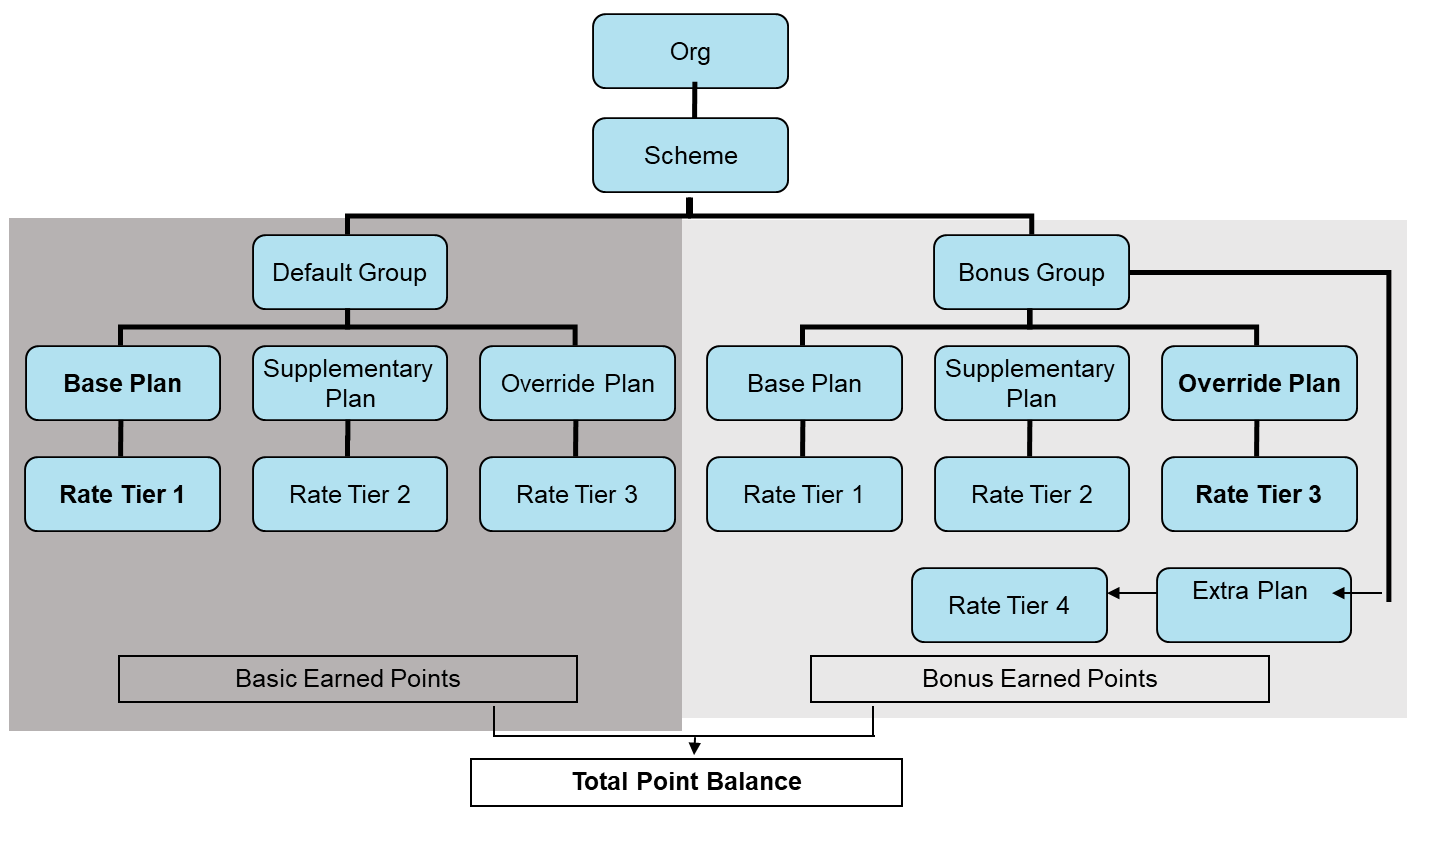 Org
Scheme
Default Group
Bonus Group
Base Plan
Supplementary
Plan
Override Plan
Base Plan
Supplementary
Plan
Override Plan
Rate Tier 1
Rate Tier 2
Rate Tier 3
Rate Tier 1
Rate Tier 2
Rate Tier 3
Rate Tier 4
Extra Plan
Basic Earned Points
Bonus Earned Points
Total Point Balance